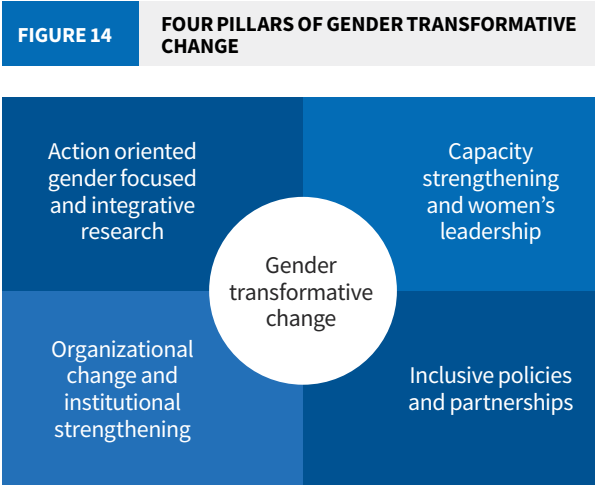 FIGURE 14
FOUR PILLARS OF GENDER TRANSFORMATIVE
CHANGE
Action oriented
gender focused
and integrative
research
Capacity
strengthening
and women’s
leadership
Gender
transformative
change
Organizational
change and
institutional
strengthening
Inclusive policies
and partnerships